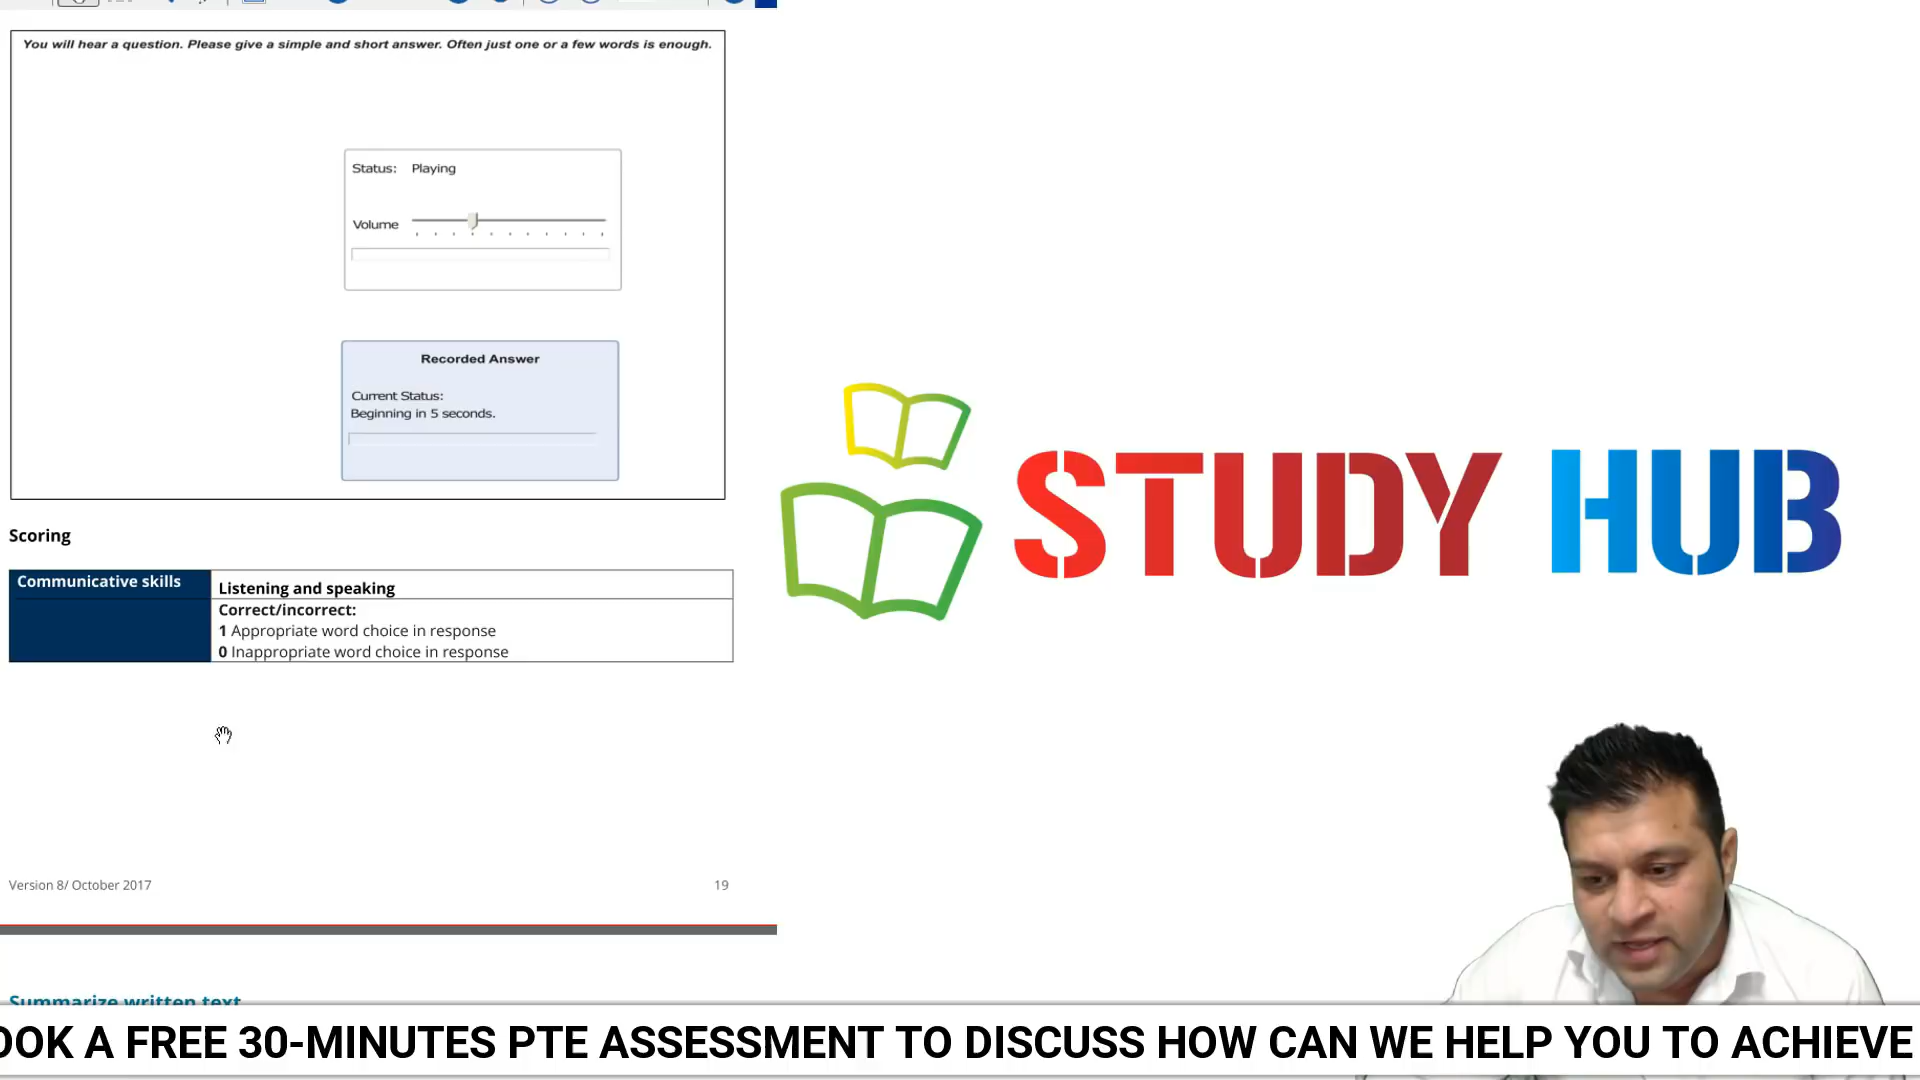 You will hear a question. Please give a simple and short answer. Often just one or a few words is enough.
Status: Playing
Volume
Recorded Answer
Current Status:
Beginning in 5 seconds.
Scoring
Communicative skills
Listening and speaking
Correct/incorrect:
1 Appropriate word choice in response
0 Inappropriate word choice in response
Version 8/ October 2017
19
Summarize written text
STUDY HUB
OOK A FREE 30-MINUTES PTE ASSESSMENT TO DISCUSS HOW CAN WE HELP YOU TO ACHIEVE